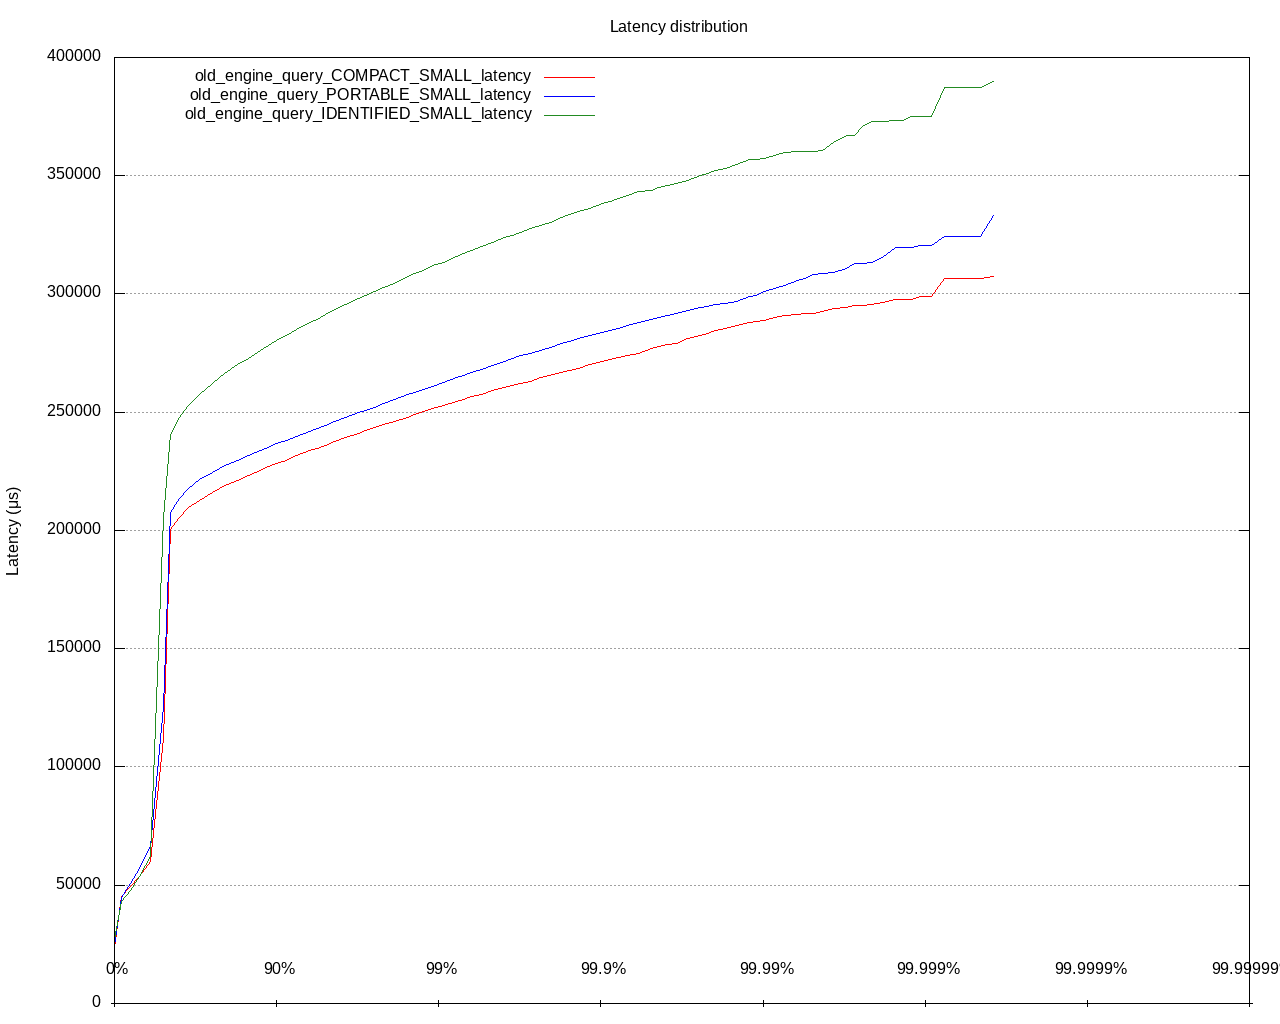 Latency distribution
400000
old_engine_query_COMPACT_SMALL_latency
old_engine_query_PORTABLE_SMALL_latency
old_engine_query_IDENTIFIED_SMALL_latency
350000
300000
250000
200000
Latency (μs)
150000
100000
50000
0% 90% 99% 99.9% 99.99% 99.999% 99.9999% 99.99999
0